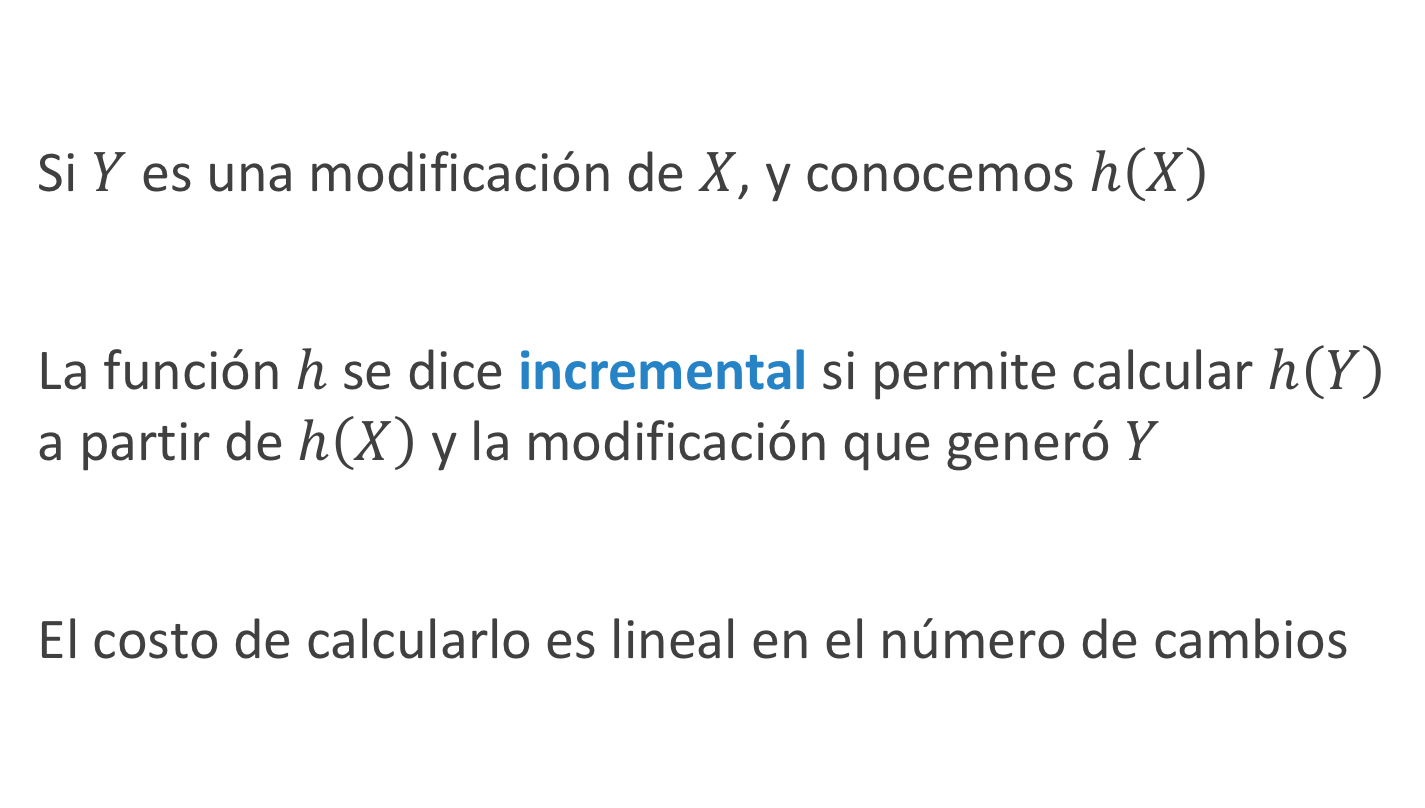 Si Y es una modificación de X, y conocemos h(X)
La función h se dice incremental si permite calcular h(Y)
a partir de h(X) y la modificación que generó Y
El costo de calcularlo es lineal en el número de cambios